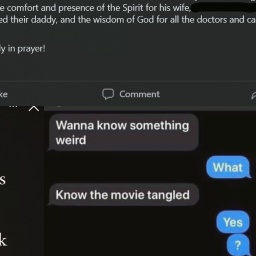 e comfort and presence of the Spirit for his wife,
ed their daddy, and the wisdom of God for all the doctors and ca
ly in prayer!
ke
Comment
Wanna know something
weird
What
s
Know the movie tangled
Yes
k
?